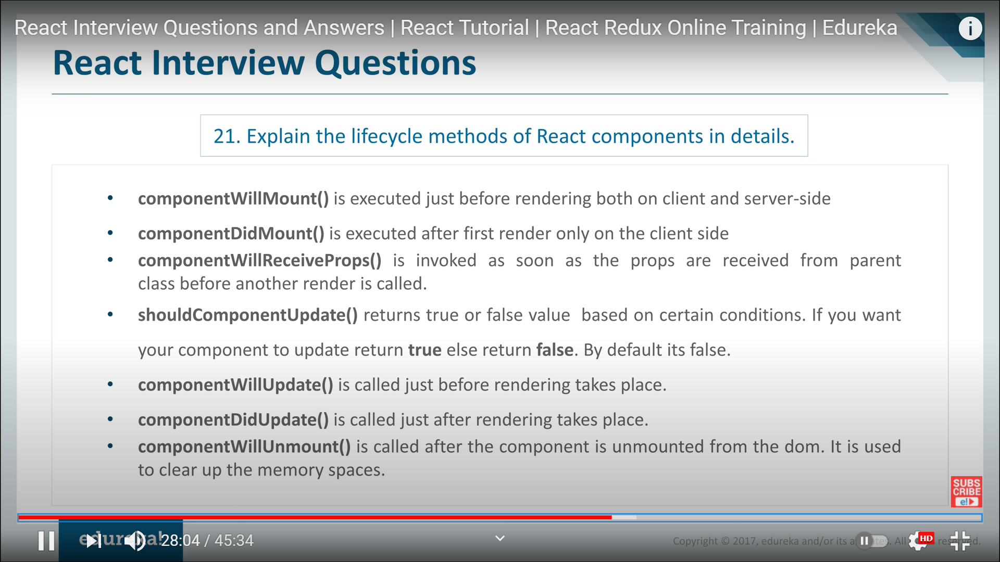 React Interview Questions and Answers | React Tutorial | React Redux Online Training | Edureka
i
React Interview Questions
21. Explain the lifecycle methods of React components in details.
• componentWillMount() is executed just before rendering both on client and server-side
• componentDidMount() is executed after first render only on the client side
• componentWillReceiveProps() is invoked as soon as the props are received from parent
class before another render is called.
• shouldComponentUpdate() returns true or false value based on certain conditions. If you want
your component to update return true else return false. By default its false.
• componentWillUpdate() is called just before rendering takes place.
• componentDidUpdate() is called just after rendering takes place.
• componentWillUnmount() is called after the component is unmounted from the dom. It is used
to clear up the memory spaces.
SUBS
CRIBE
e!
edureka!
28:04 / 45:34
Copyright © 2017, edureka and/or its All reserved.
HD